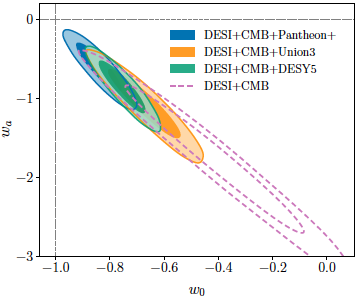 0
DESI+CMB+Pantheon+
DESI+CMB+Union3
DESI+CMB+DESY5
DESI+CMB
−1
wₐ
−2
−3
−1.0 −0.8 −0.6 −0.4 −0.2 0.0
w₀